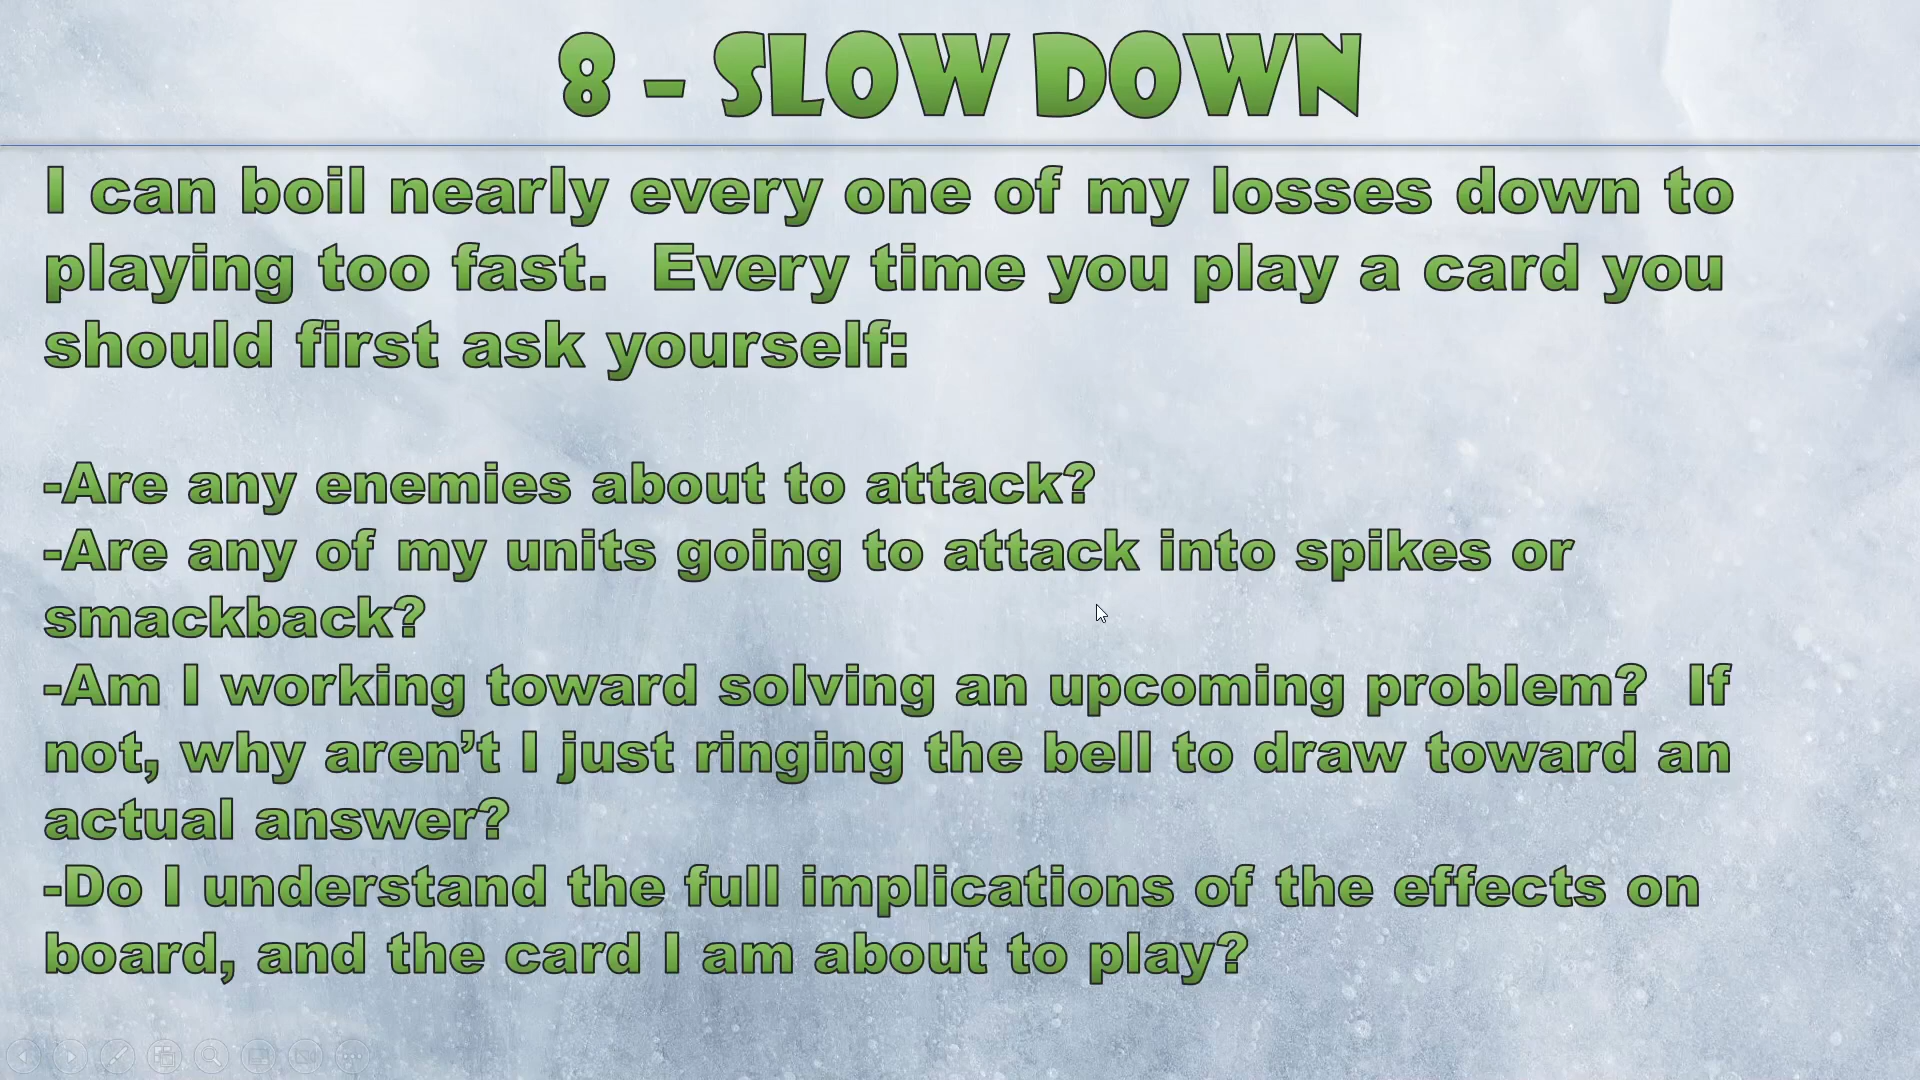 8 - SLOW DOWN
I can boil nearly every one of my losses down to
playing too fast.  Every time you play a card you
should first ask yourself:
-Are any enemies about to attack?
-Are any of my units going to attack into spikes or
smackback?
-Am I working toward solving an upcoming problem?  If
not, why aren’t I just ringing the bell to draw toward an
actual answer?
-Do I understand the full implications of the effects on
board, and the card I am about to play?